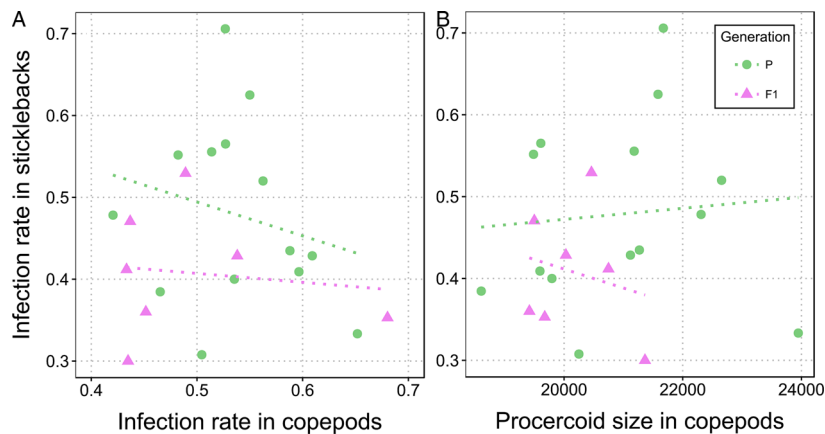 A
B
Infection rate in sticklebacks
0.7
0.6
0.5
0.4
0.3
0.4
0.5
0.6
0.7
Infection rate in copepods
0.7
0.6
0.5
0.4
0.3
20000
22000
24000
Procercoid size in copepods
Generation
P
F1